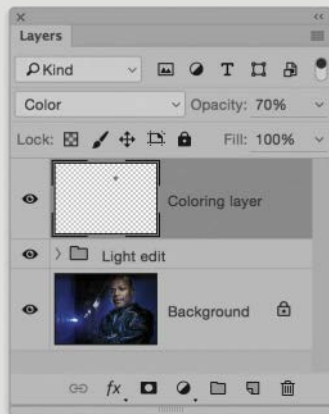 Layers
Kind
Color Opacity: 70%
Lock: Fill: 100%
Coloring layer
Light edit
Background
fx